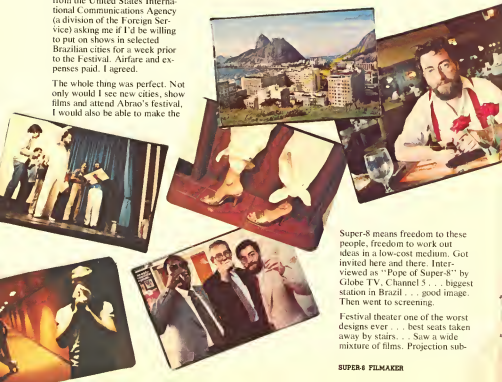 from the United States Interna-
tional Communications Agency
(a division of the Foreign Ser-
vice) asking me if I'd be willing
to put on shows in selected
Brazilian cities for a week prior
to the Festival. Airfare and ex-
penses paid. I agreed.
The whole thing was perfect. Not
only would I see new cities, show
films and attend Abrao's festival,
I would also be able to make the
Super-8 means freedom to these
people, freedom to work out
ideas in a low-cost medium. Got
invited here and there. Inter-
viewed as "Pope of Super-8" by
Globe TV, Channel 5 . . . biggest
station in Brazil . . . good image.
Then went to screening.
Festival theater one of the worst
designs ever . . . best seats taken
away by stairs. . . Saw a wide
mixture of films. Projection sub-
SUPER-8 FILMAKER